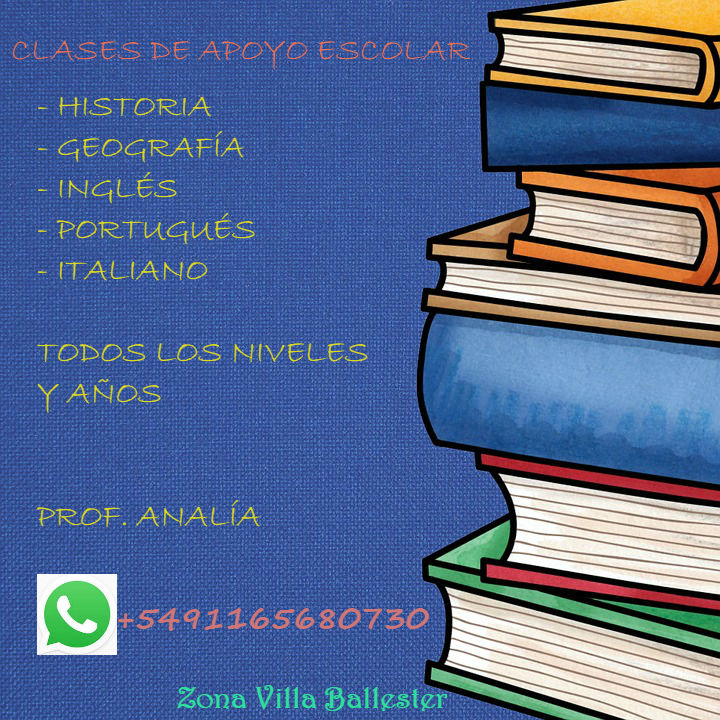 CLASES DE APOYO ESCOLAR
- HISTORIA
- GEOGRAFÍA
- INGLÉS
- PORTUGUÉS
- ITALIANO
TODOS LOS NIVELES
Y AÑOS
PROF. ANALÍA
+5491165680730
Zona Villa Ballester